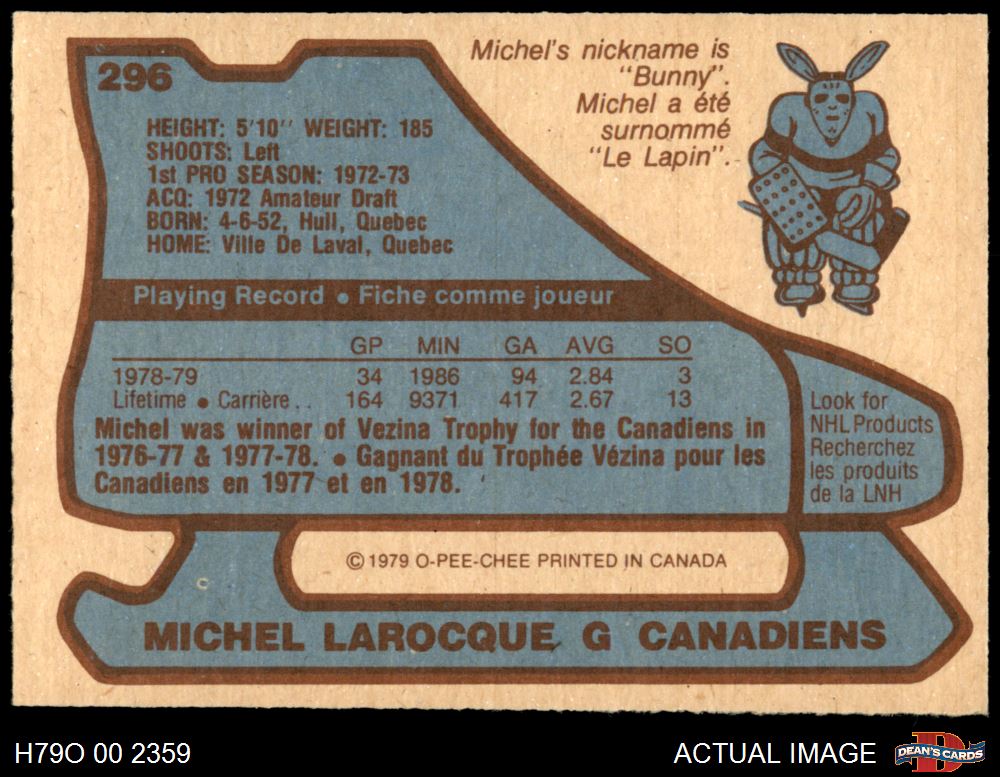 296
Michel's nickname is
"Bunny".
Michel a été
surnommé
"Le Lapin".
HEIGHT: 5'10" WEIGHT: 185
SHOOTS: Left
1st PRO SEASON: 1972-73
ACQ: 1972 Amateur Draft
BORN: 4-6-52, Hull, Quebec
HOME: Ville De Laval, Quebec
Playing Record • Fiche comme joueur
GP MIN GA AVG SO
1978-79 34 1986 94 2.84 3
Lifetime • Carrière . . 164 9371 417 2.67 13
Michel was winner of Vezina Trophy for the Canadiens in
1976-77 & 1977-78. • Gagnant du Trophée Vézina pour les
Canadiens en 1977 et en 1978.
Look for
NHL Products
Recherchez
les produits
de la LNH
© 1979 O-PEE-CHEE PRINTED IN CANADA
C
MICHEL LAROCQUE G CANADIENS
H79O 00 2359
ACTUAL IMAGE
D
DEAN'S CARDS